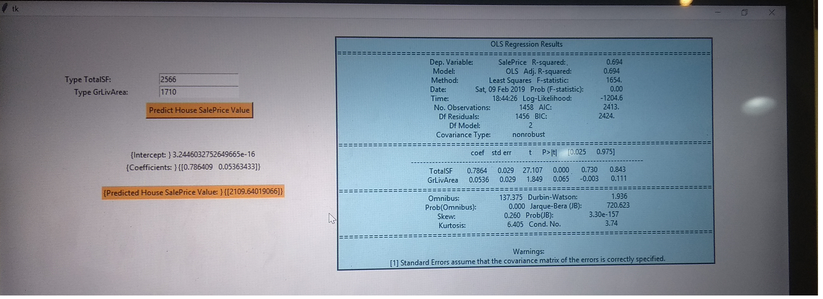 tk
Type TotalSF: 2566
Type GrLivArea: 1710
Predict House SalePrice Value
{Intercept: } 3.2446032752649665e-16
{Coefficients: } [[0.786409 0.05363433]]
{Predicted House SalePrice Value: } [[2109.64019066]]
OLS Regression Results
Dep. Variable: SalePrice R-squared: 0.694
Model: OLS Adj. R-squared: 0.694
Method: Least Squares F-statistic: 1654.
Date: Sat, 09 Feb 2019 Prob (F-statistic): 0.00
Time: 18:44:26 Log-Likelihood: -1204.6
No. Observations: 1458 AIC: 2413.
Df Residuals: 1456 BIC: 2424.
Df Model: 2
Covariance Type: nonrobust
coef std err t P>|t| .025 0.975]
TotalSF 0.7864 0.029 27.107 0.000 0.730 0.843
GrLivArea 0.0536 0.029 1.849 0.065 -0.003 0.111
Omnibus: 137.375 Durbin-Watson: 1.936
Prob(Omnibus): 0.000 Jarque-Bera (JB): 720.623
Skew: 0.260 Prob(JB): 3.30e-157
Kurtosis: 6.405 Cond. No. 3.74
Warnings:
[1] Standard Errors assume that the covariance matrix of the errors is correctly specified.